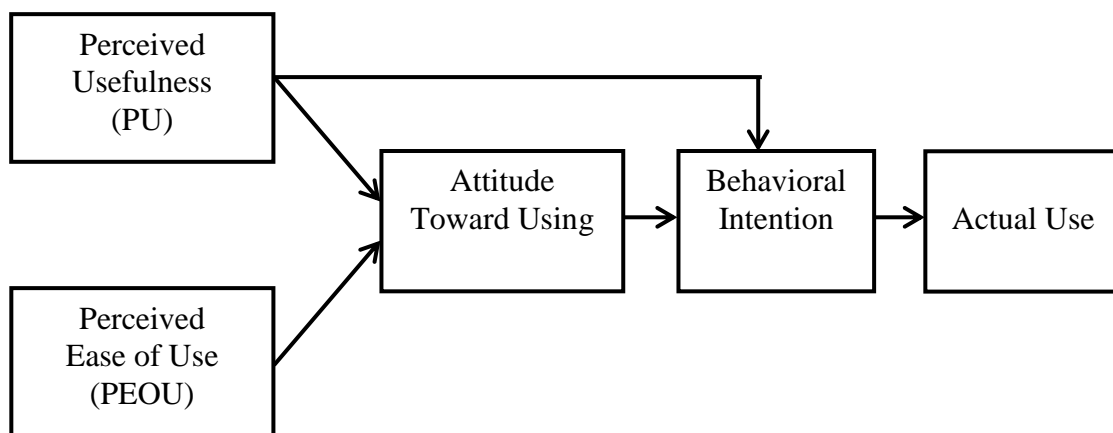 Perceived
Usefulness
(PU)
Attitude
Toward Using
Behavioral
Intention
Actual Use
Perceived
Ease of Use
(PEOU)